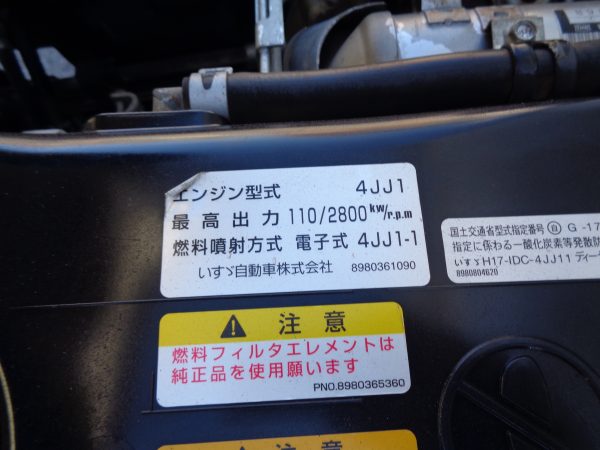 エンジン型式 4JJ1
最高出力 110/2800 kw/r.p.m
燃料噴射方式 電子式 4JJ1-1
いすゞ自動車株式会社 8980361090
国土交通省型式指定番号 自 G-17
指定に係わる一酸化炭素等発散防
いすゞH17-IDC-4JJ11 ディー
8980804620
注意
燃料フィルタエレメントは
純正品を使用願います
PNO.8980365360
注意